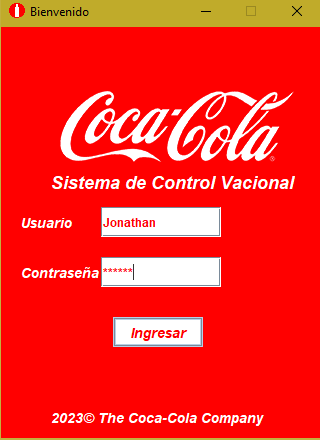 Bienvenido
Coca-Cola
®
Sistema de Control Vacional
Usuario
Jonathan
Contraseña
******
Ingresar
2023© The Coca-Cola Company